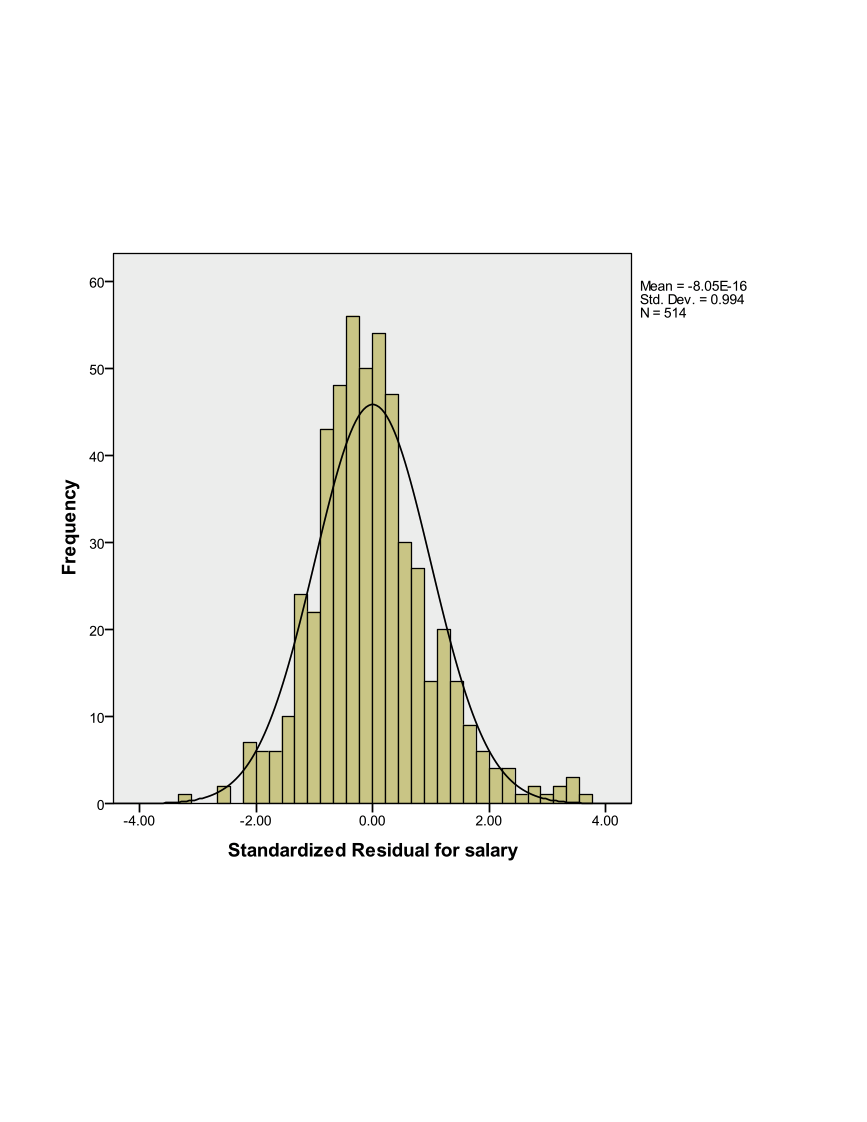 60
50
40
30
20
10
0
Frequency
-4.00 -2.00 0.00 2.00 4.00
Standardized Residual for salary
Mean = -8.05E-16
Std. Dev. = 0.994
N = 514